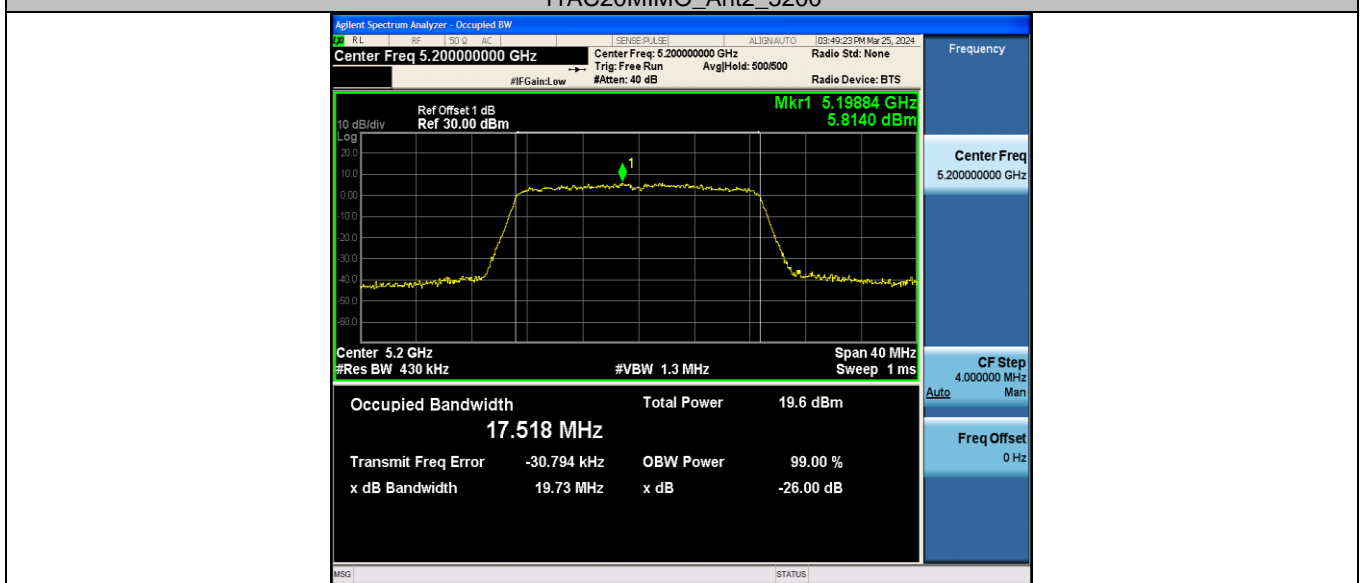 11AC20MIMO_Ant2_5200
Agilent Spectrum Analyzer - Occupied BW
RL RF 50 Ω AC SENSE:PULSE ALIGN AUTO 03:49:23 PM Mar 25, 2024
Center Freq 5.200000000 GHz
Center Freq: 5.200000000 GHz Radio Std: None
Trig: Free Run Avg|Hold: 500/500
#IFGain:Low #Atten: 40 dB Radio Device: BTS
Frequency
Mkr1 5.19884 GHz
5.8140 dBm
Ref Offset 1 dB
10 dB/div Ref 30.00 dBm
Log
20.0
10.0
0.00
-10.0
-20.0
-30.0
-40.0
-50.0
-60.0
1
Center 5.2 GHz Span 40 MHz
#Res BW 430 kHz #VBW 1.3 MHz Sweep 1 ms
Occupied Bandwidth Total Power 19.6 dBm
17.518 MHz
Transmit Freq Error -30.794 kHz OBW Power 99.00 %
x dB Bandwidth 19.73 MHz x dB -26.00 dB
Center Freq
5.200000000 GHz
CF Step
4.000000 MHz
Auto Man
Freq Offset
0 Hz
MSG STATUS